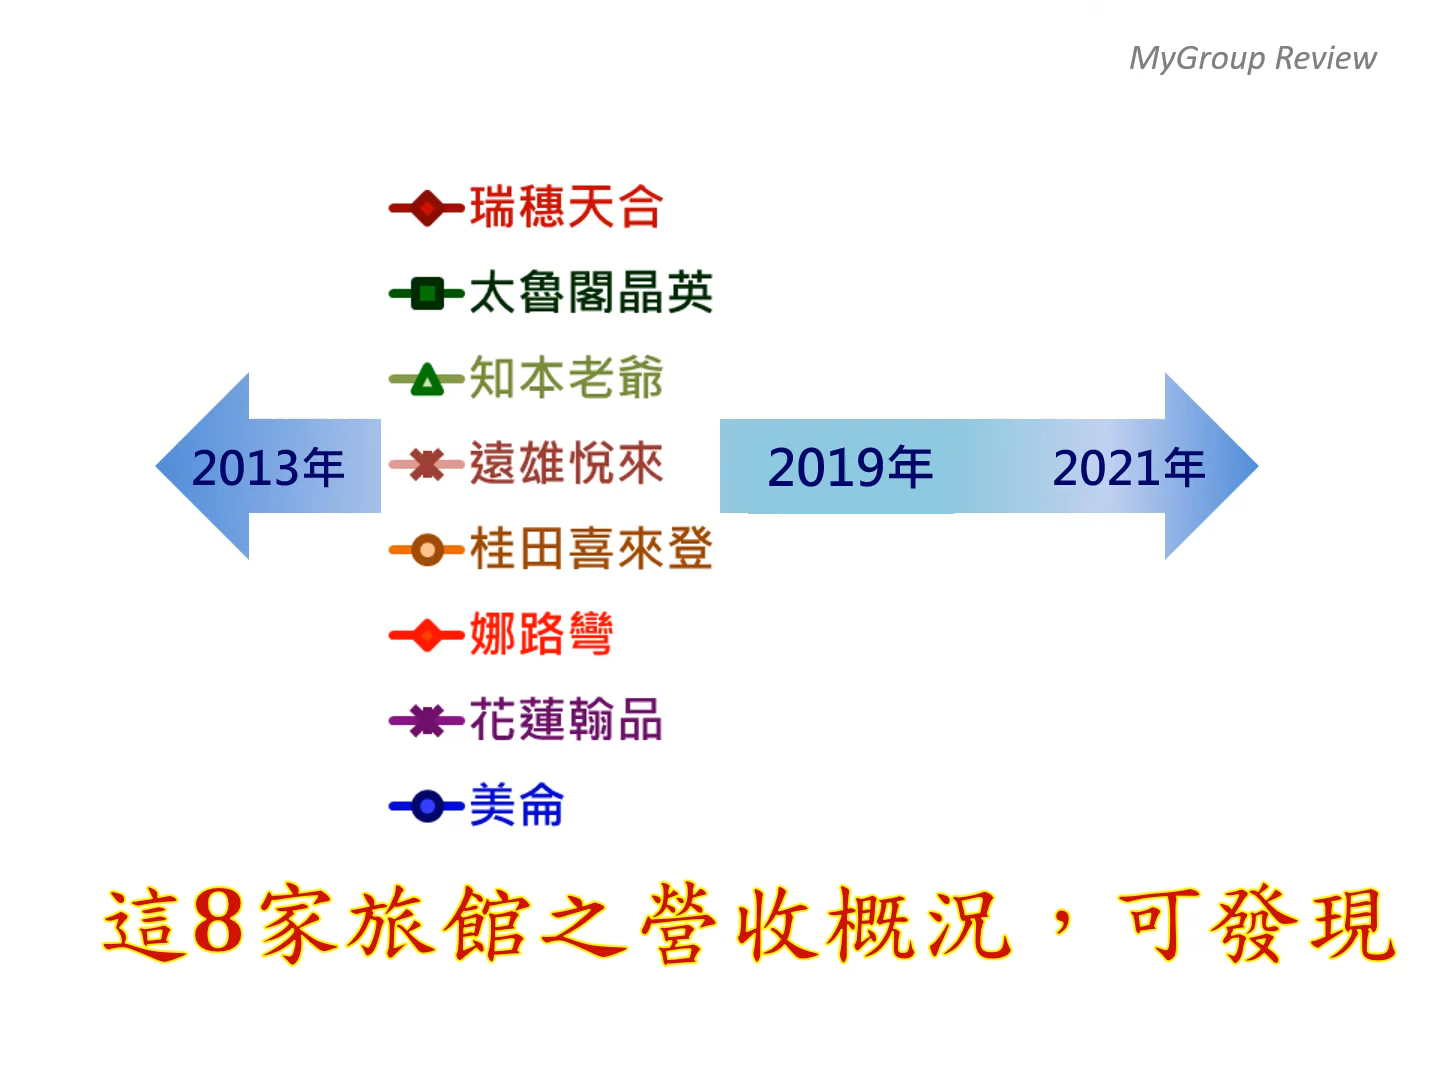 MyGroup Review
瑞穗天合
太魯閣晶英
知本老爺
2013年
遠雄悅來
2019年
2021年
桂田喜來登
娜路彎
花蓮翰品
美侖
這8家旅館之營收概況，可發現